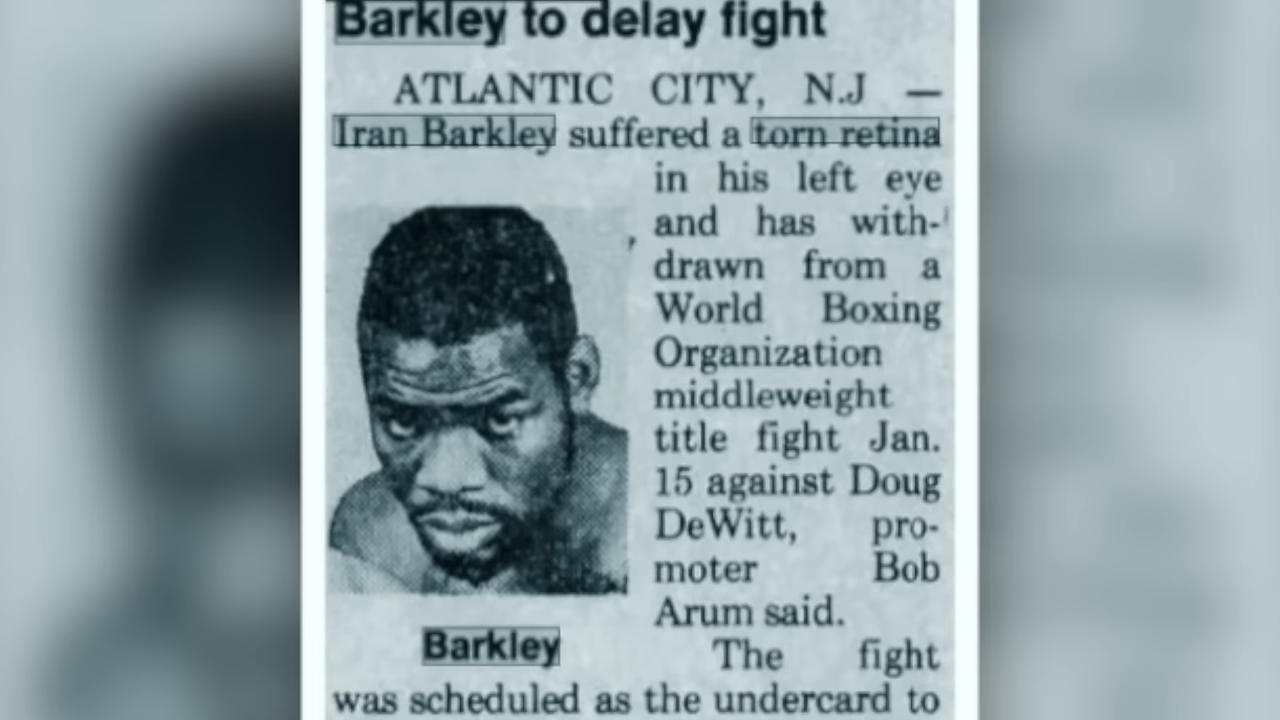 Barkley to delay fight
ATLANTIC CITY, N.J —
Iran Barkley suffered a torn retina
in his left eye
and has with-
drawn from a
World Boxing
Organization
middleweight
title fight Jan.
15 against Doug
DeWitt, pro-
moter Bob
Arum said.
Barkley
The fight
was scheduled as the undercard to